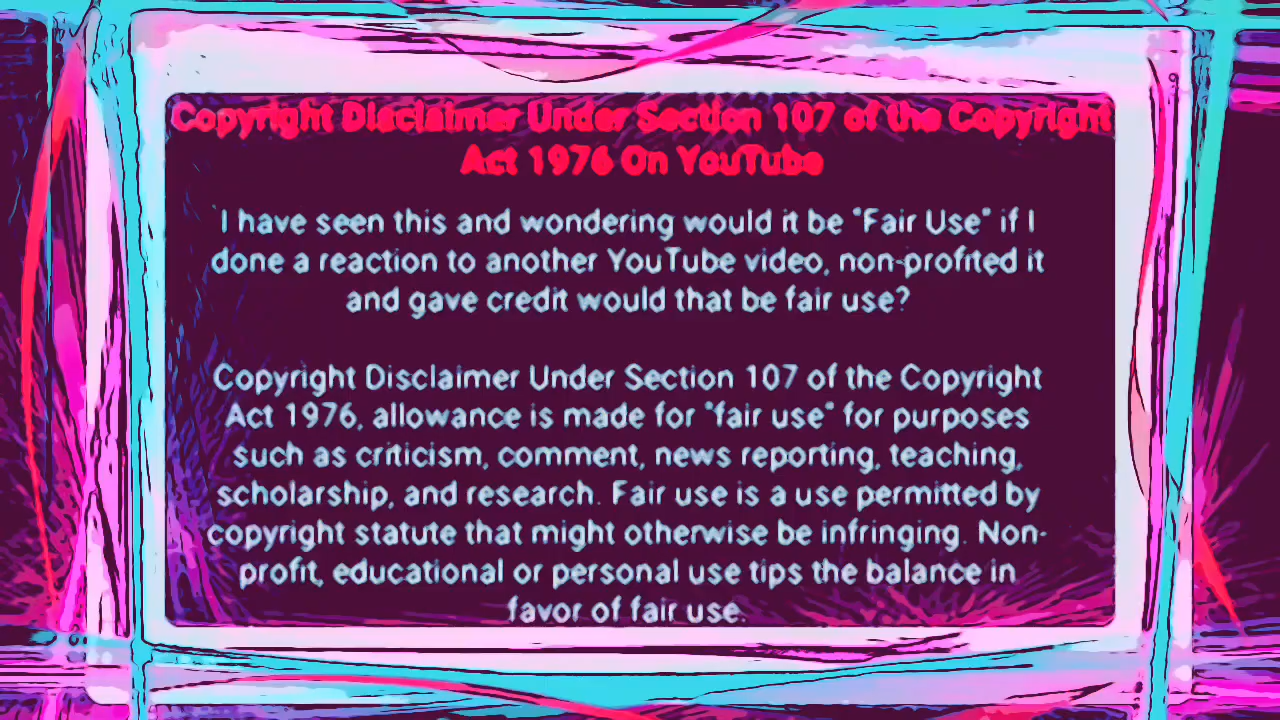 Copyright Disclaimer Under Section 107 of the Copyright
Act 1976 On YouTube
I have seen this and wondering would it be "Fair Use" if I
done a reaction to another YouTube video, non-profited it
and gave credit would that be fair use?
Copyright Disclaimer Under Section 107 of the Copyright
Act 1976, allowance is made for "fair use" for purposes
such as criticism, comment, news reporting, teaching,
scholarship, and research. Fair use is a use permitted by
copyright statute that might otherwise be infringing. Non-
profit, educational or personal use tips the balance in
favor of fair use.